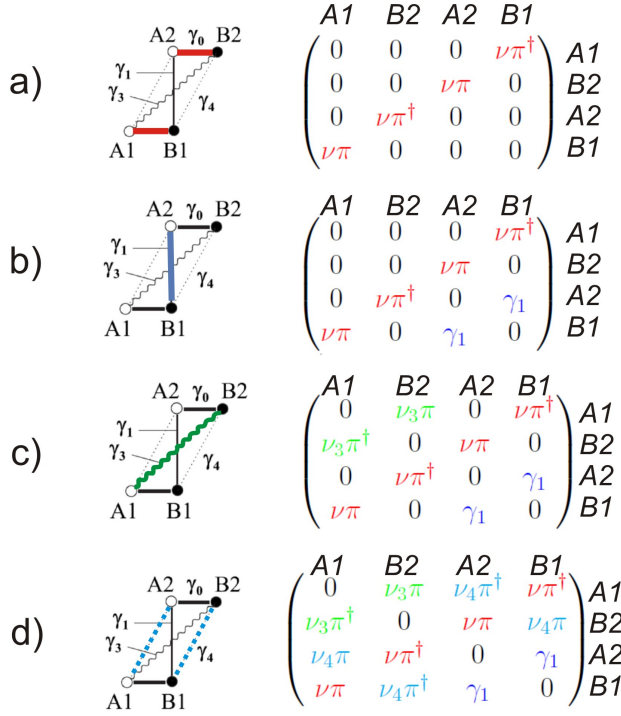 a)
A2 γ₀ B2
γ₁
γ₃ γ₄
A1 B1
A1 B2 A2 B1
0 0 0 νπ† A1
0 0 νπ 0 B2
0 νπ† 0 0 A2
νπ 0 0 0 B1
b)
A2 γ₀ B2
γ₁
γ₃ γ₄
A1 B1
A1 B2 A2 B1
0 0 0 νπ† A1
0 0 νπ 0 B2
0 νπ† 0 γ₁ A2
νπ 0 γ₁ 0 B1
c)
A2 γ₀ B2
γ₁
γ₃ γ₄
A1 B1
A1 B2 A2 B1
0 ν₃π 0 νπ† A1
ν₃π† 0 νπ 0 B2
0 νπ† 0 γ₁ A2
νπ 0 γ₁ 0 B1
d)
A2 γ₀ B2
γ₁
γ₃ γ₄
A1 B1
A1 B2 A2 B1
0 ν₃π ν₄π† νπ† A1
ν₃π† 0 νπ ν₄π B2
ν₄π νπ† 0 γ₁ A2
νπ ν₄π† γ₁ 0 B1